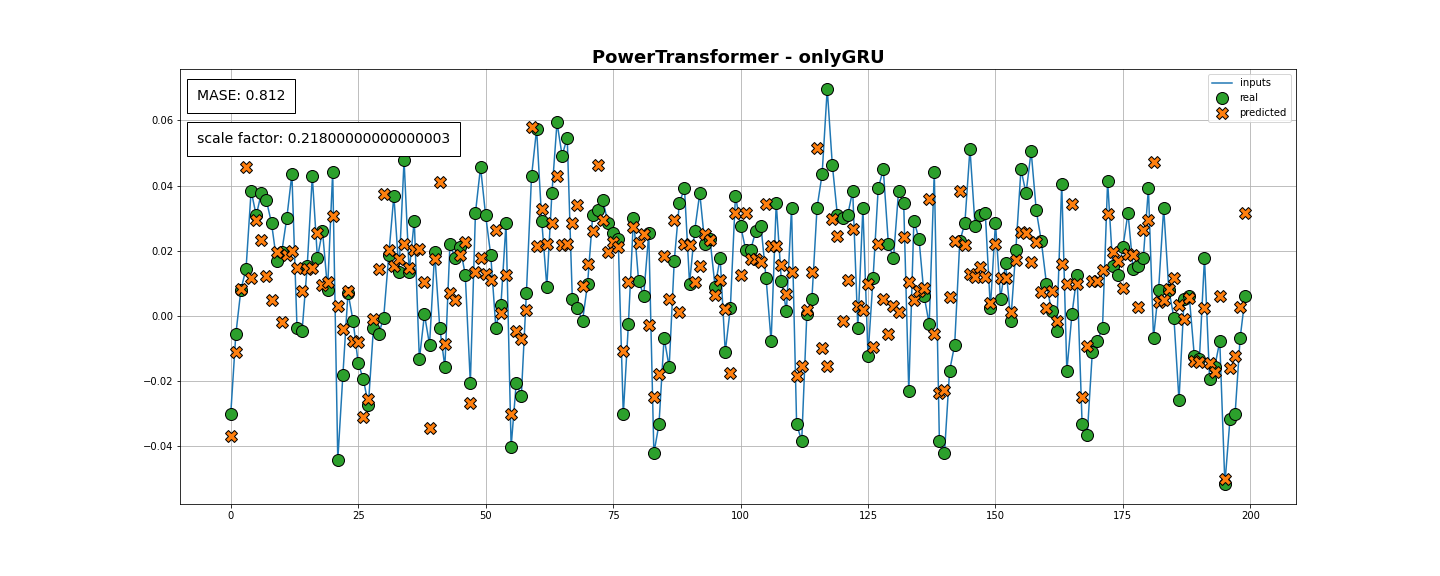 PowerTransformer - onlyGRU
MASE: 0.812
scale factor: 0.21800000000000003
inputs
real
predicted
0.06
0.04
0.02
0.00
−0.02
−0.04
0 25 50 75 100 125 150 175 200